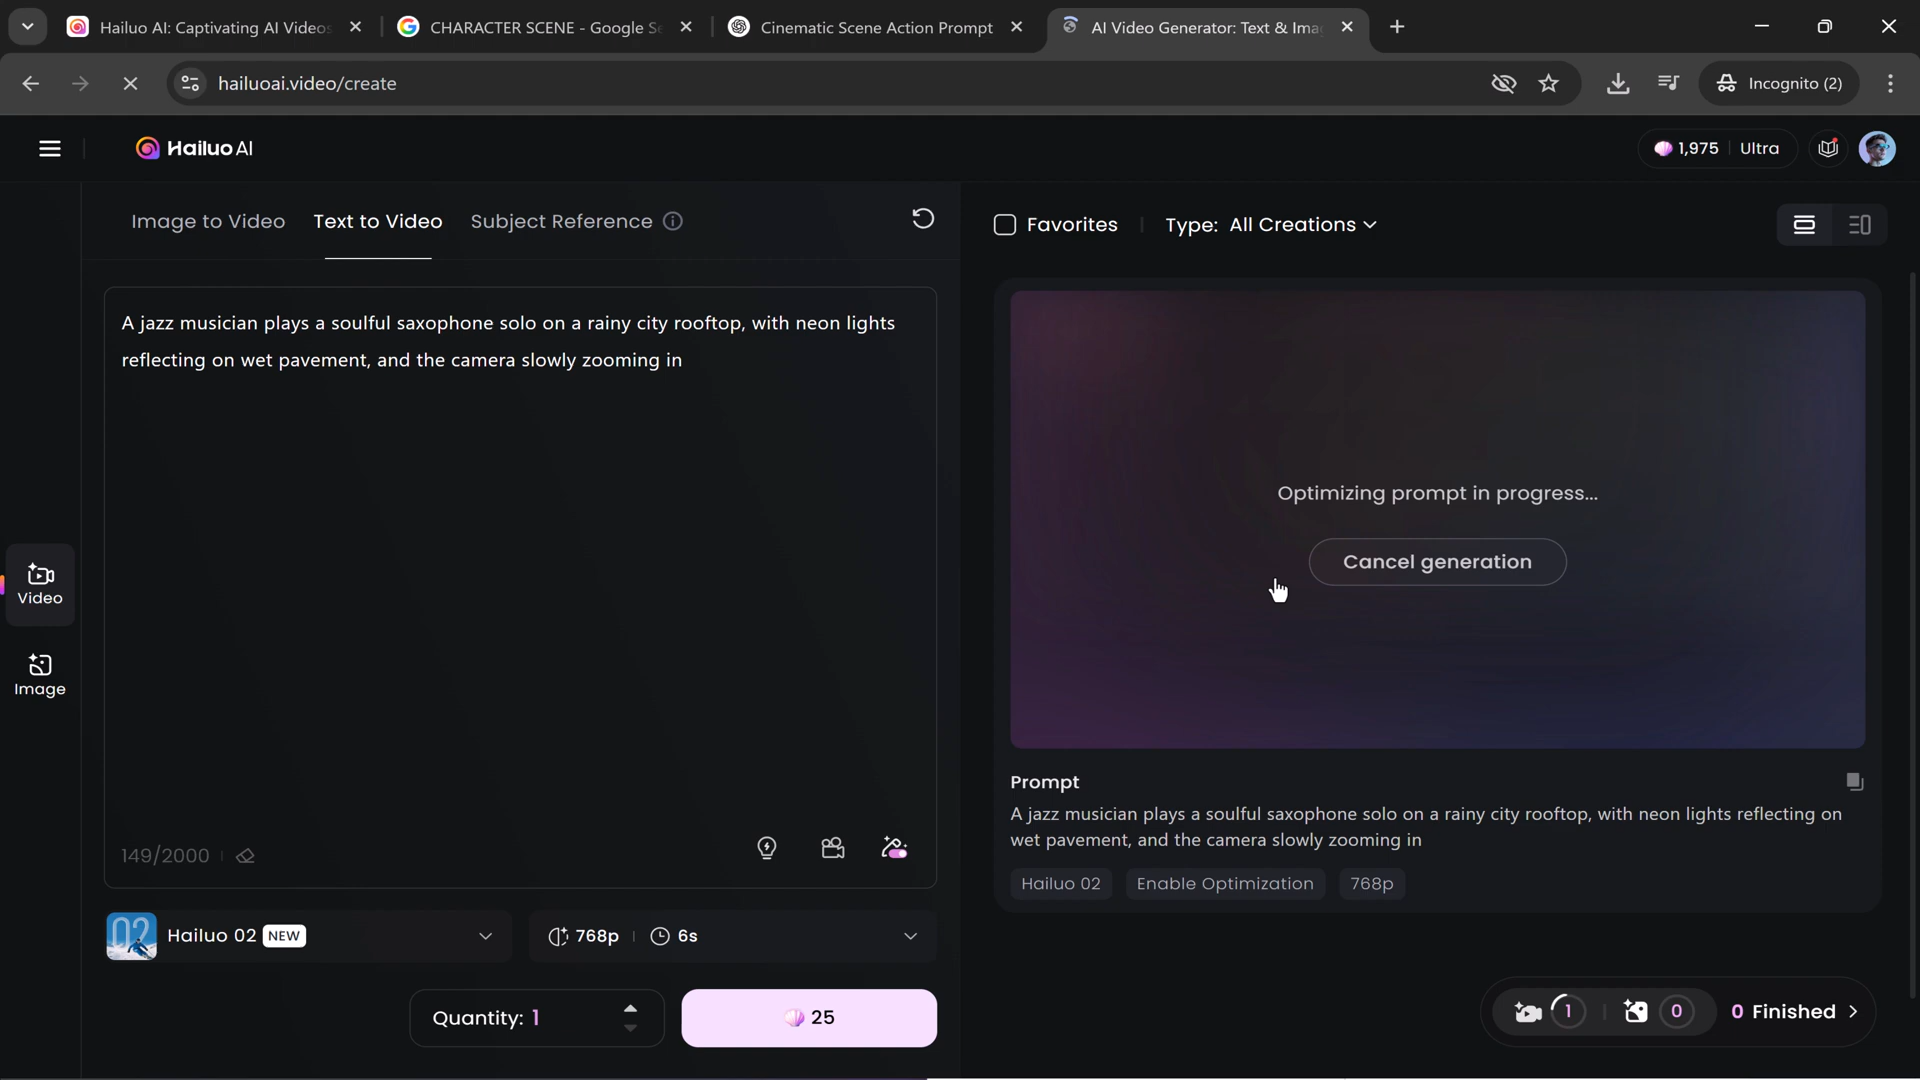 Hailuo AI: Captivating AI Videos
CHARACTER SCENE - Google Se
Cinematic Scene Action Prompt
AI Video Generator: Text & Ima
hailuoai.video/create
Incognito (2)
Hailuo AI
1,975
Ultra
Image to Video
Text to Video
Subject Reference
Favorites
Type: All Creations
A jazz musician plays a soulful saxophone solo on a rainy city rooftop, with neon lights
reflecting on wet pavement, and the camera slowly zooming in
Optimizing prompt in progress...
Cancel generation
Video
Image
Prompt
A jazz musician plays a soulful saxophone solo on a rainy city rooftop, with neon lights reflecting on
wet pavement, and the camera slowly zooming in
149/2000
Hailuo 02
Enable Optimization
768p
02
Hailuo 02 NEW
768p
6s
Quantity: 1
25
1
0
0 Finished